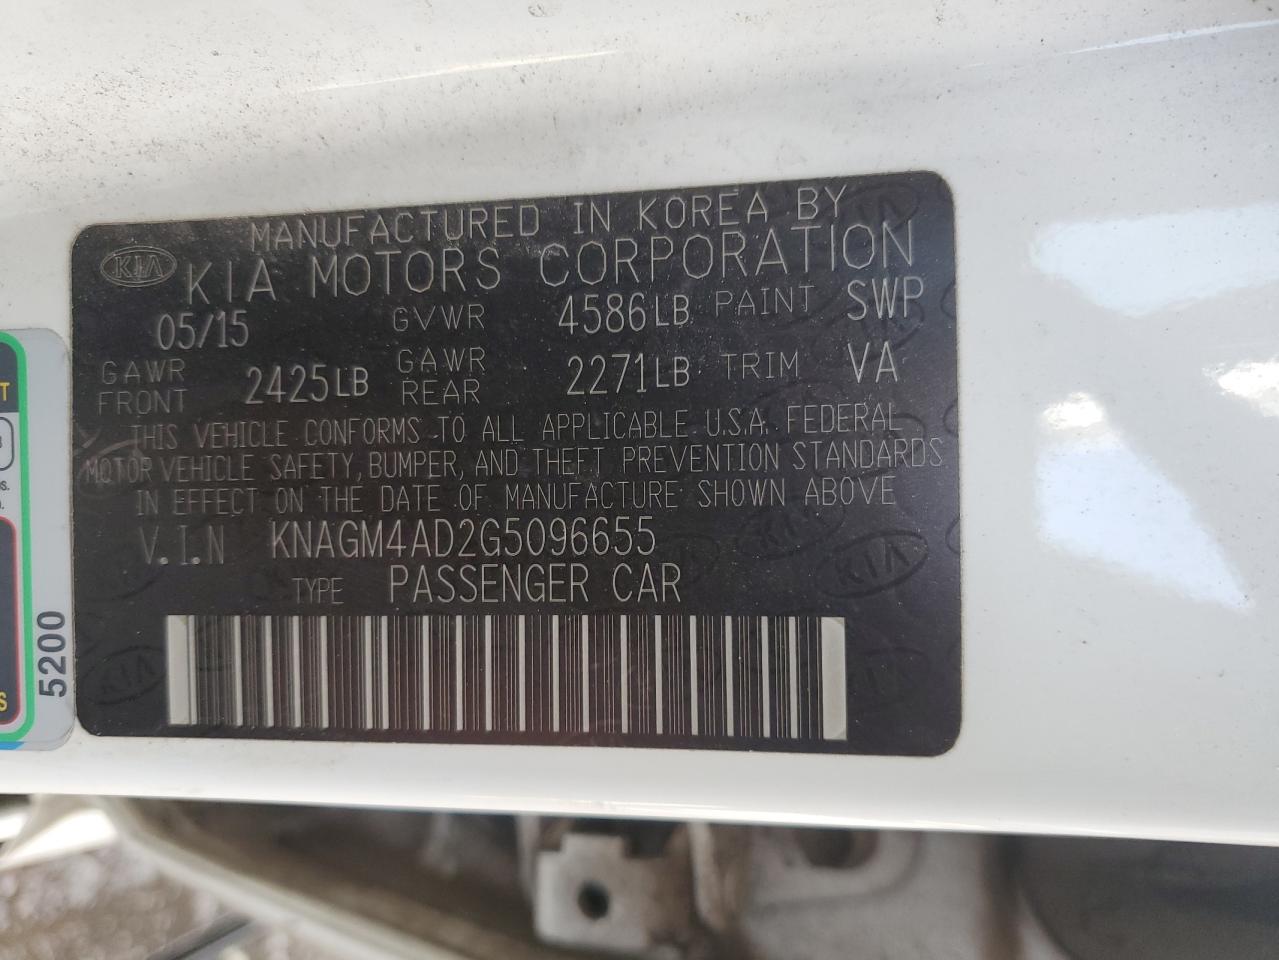 MANUFACTURED IN KOREA BY
KIA KIA MOTORS CORPORATION
05/15 GVWR 4586LB PAINT SWP
GAWR FRONT 2425LB GAWR REAR 2271LB TRIM VA
THIS VEHICLE CONFORMS TO ALL APPLICABLE U.S.A. FEDERAL
MOTOR VEHICLE SAFETY, BUMPER, AND THEFT PREVENTION STANDARDS
IN EFFECT ON THE DATE OF MANUFACTURE SHOWN ABOVE
V.I.N KNAGM4AD2G5096655
TYPE PASSENGER CAR
5200